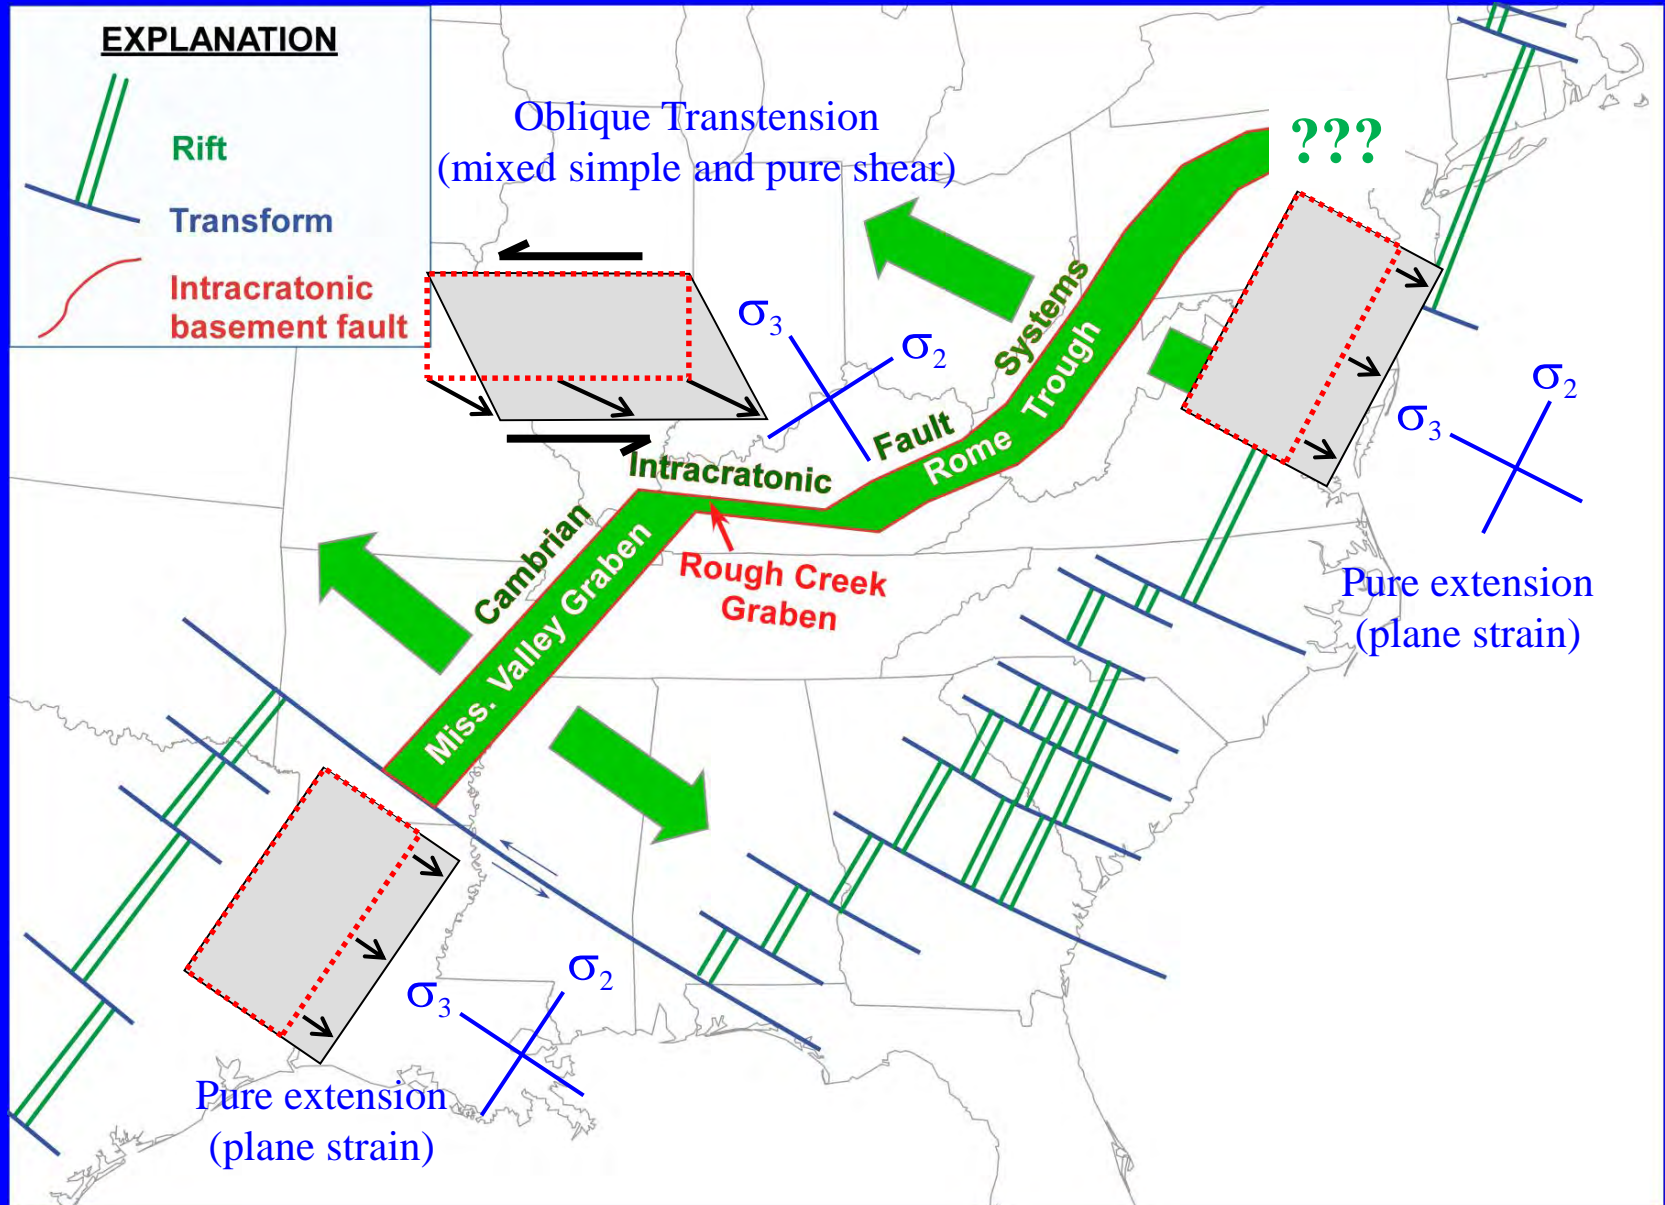 EXPLANATION
Rift
Transform
Intracratonic
basement fault
Oblique Transtension
(mixed simple and pure shear)
???
σ3
σ2
Systems
Rome Trough
Fault
Intracratonic
Cambrian
Miss. Valley Graben
Rough Creek
Graben
σ2
σ3
Pure extension
(plane strain)
σ2
σ3
Pure extension
(plane strain)